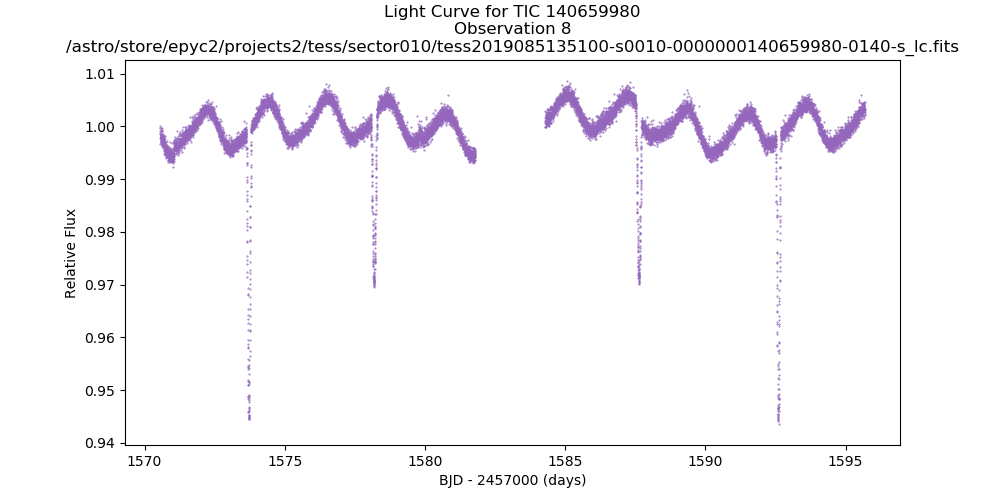 Light Curve for TIC 140659980
Observation 8
/astro/store/epyc2/projects2/tess/sector010/tess2019085135100-s0010-0000000140659980-0140-s_lc.fits
1.01
1.00
0.99
0.98
0.97
0.96
0.95
0.94
Relative Flux
1570
1575
1580
1585
1590
1595
BJD - 2457000 (days)